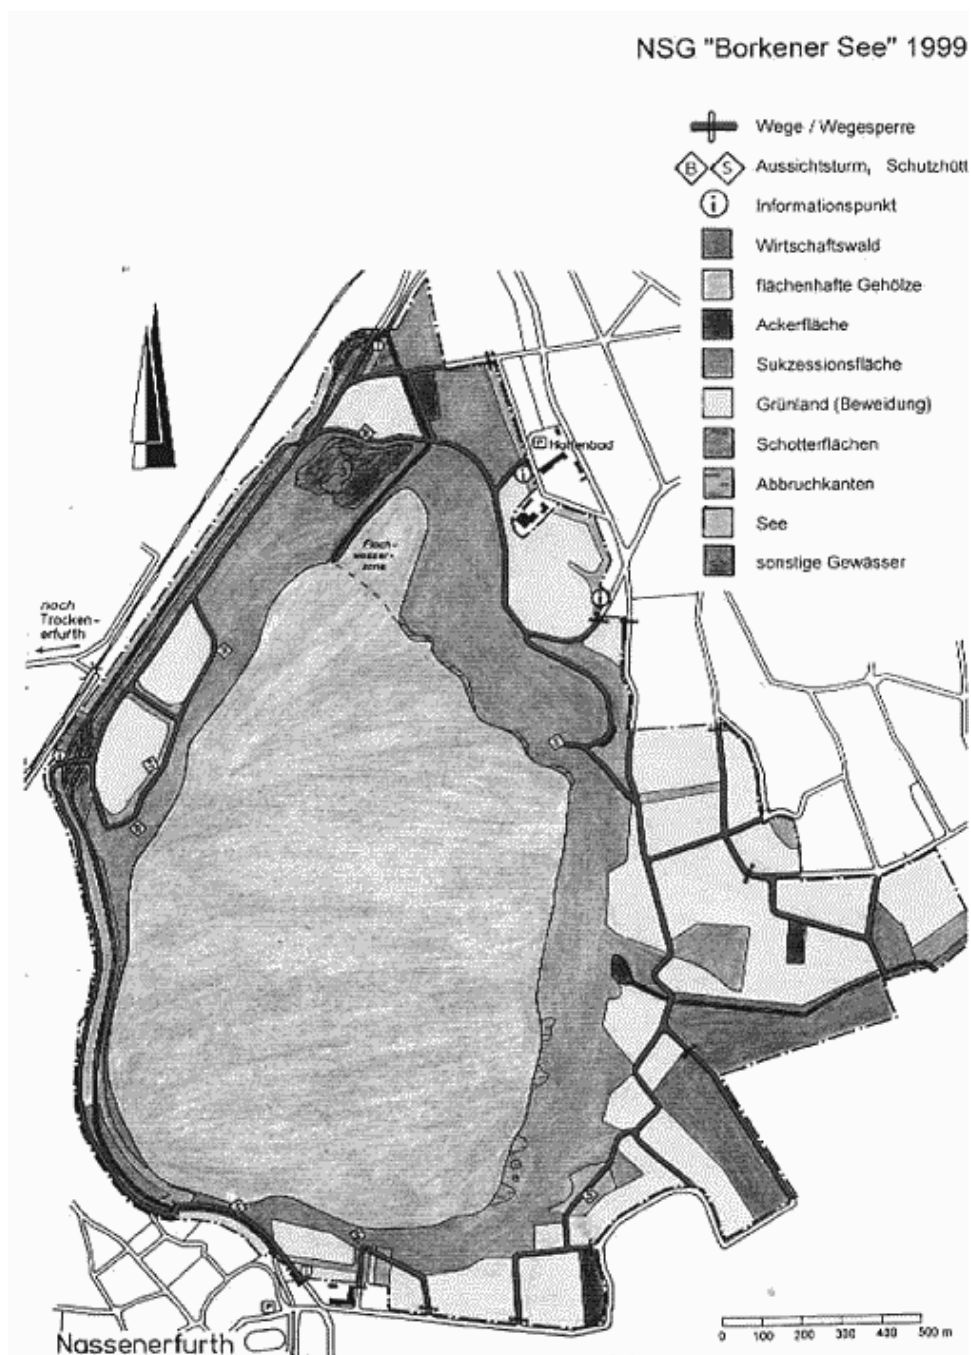 NSG "Borkener See" 1999
Wege / Wegesperre
B S Aussichtsturm, Schutzhütt
i Informationspunkt
Wirtschaftswald
flächenhafte Gehölze
Ackerfläche
Sukzessionsfläche
Grünland (Beweidung)
Schotterflächen
Abbruchkanten
See
sonstige Gewässer
P Hallenbad
i
Flach-
wasser-
zone
i
nach
Trocken-
erfurth
P
Nassenerfurth
0 100 200 300 400 500 m